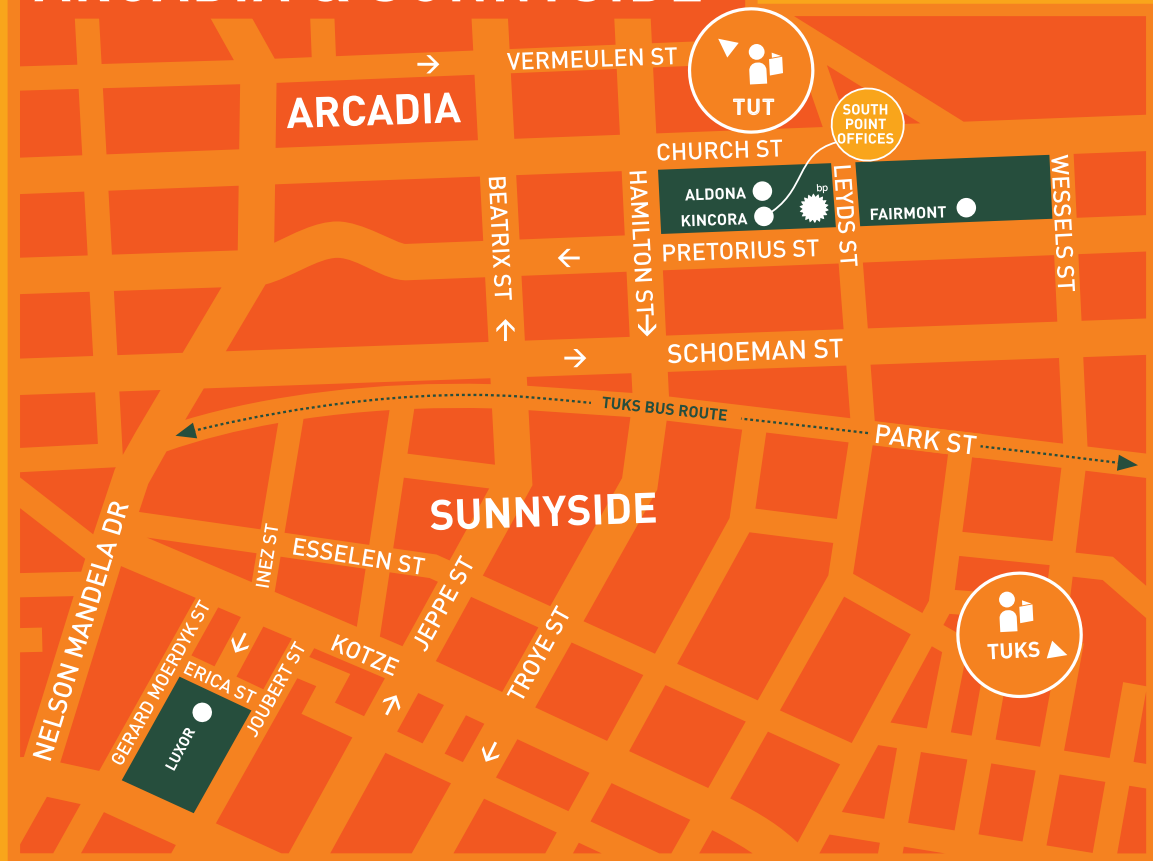 ARCADIA & SUNNYSIDE
VERMEULEN ST
ARCADIA
TUT
SOUTH
POINT
OFFICES
CHURCH ST
ALDONA
KINCORA
bp
FAIRMONT
BEATRIX ST
HAMILTON ST
LEYDS ST
WESSELS ST
PRETORIUS ST
SCHOEMAN ST
TUKS BUS ROUTE
PARK ST
SUNNYSIDE
NELSON MANDELA DR
INEZ ST
ESSELEN ST
JEPPE ST
KOTZE
TROYE ST
GERARD MOERDYK ST
ERICA ST
JOUBERT ST
LUXOR
TUKS